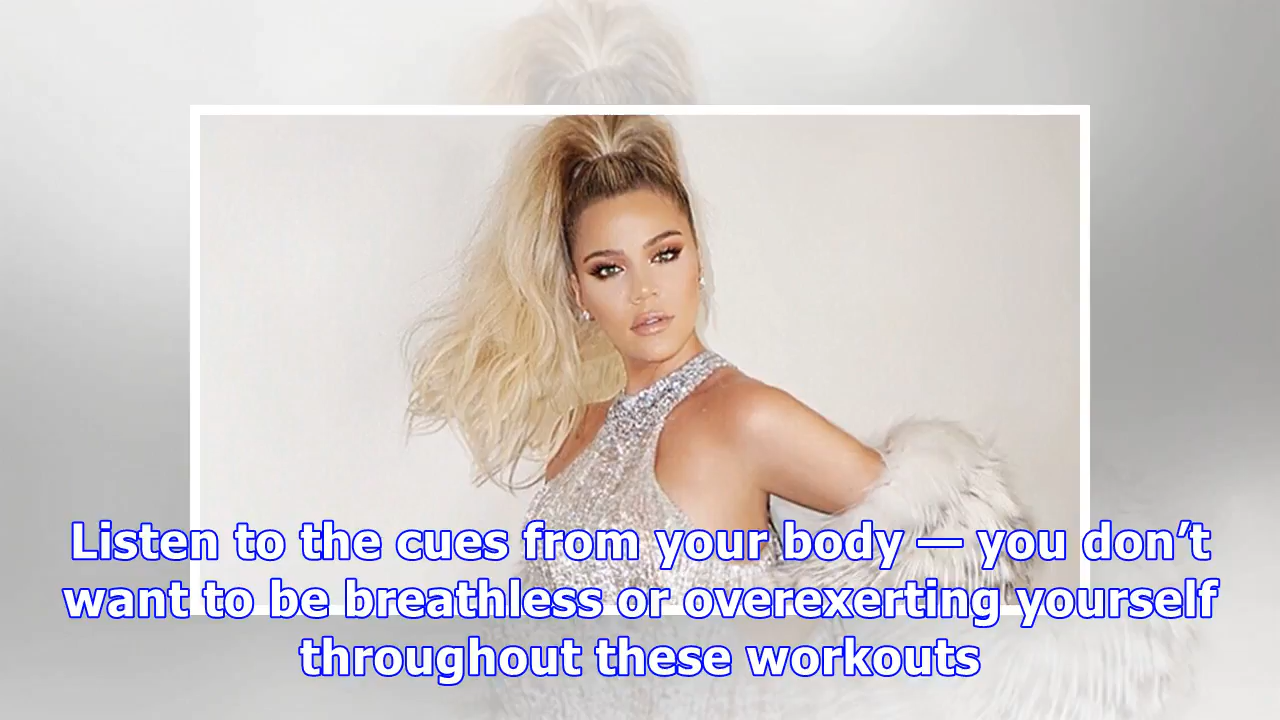 Listen to the cues from your body — you don’t
want to be breathless or overexerting yourself
throughout these workouts